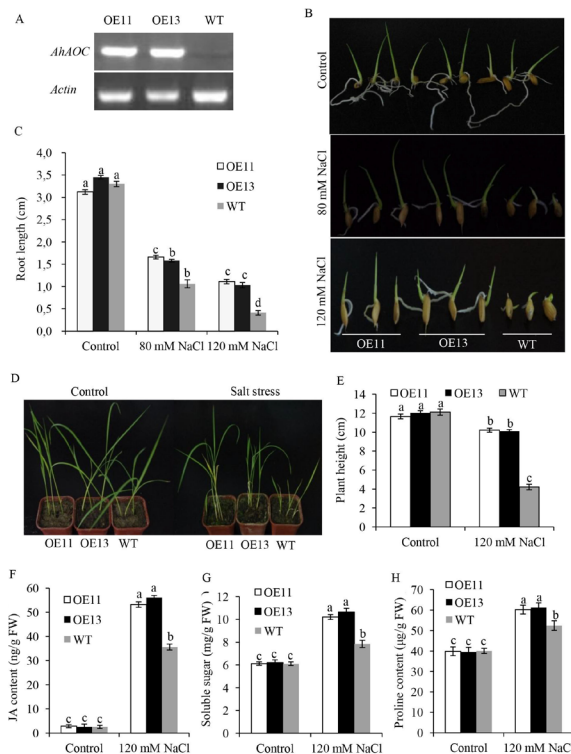 A
OE11 OE13 WT
AhAOC
Actin
B
Control
80 mM NaCl
120 mM NaCl
OE11 OE13 WT
C
Root length (cm)
4,0
3,5
3,0
2,5
2,0
1,5
1,0
0,5
0,0
OE11
OE13
WT
a a a
c b b
c c d
Control 80 mM NaCl 120 mM NaCl
D
Control Salt stress
OE11 OE13 WT OE11 OE13 WT
E
Plant height (cm)
14
12
10
8
6
4
2
0
OE11 OE13 WT
a a a
b b c
Control 120 mM NaCl
F
JA content (ng/g FW)
60
50
40
30
20
10
0
OE11
OE13
WT
c c c
a a b
Control 120 mM NaCl
G
Soluble sugar (mg/g FW)
12
10
8
6
4
2
0
OE11
OE13
WT
c c c
a a b
Control 120 mM NaCl
H
Proline content (µg/g FW)
80
70
60
50
40
30
20
10
0
OE11
OE13
WT
c c c
a a b
Control 120 mM NaCl